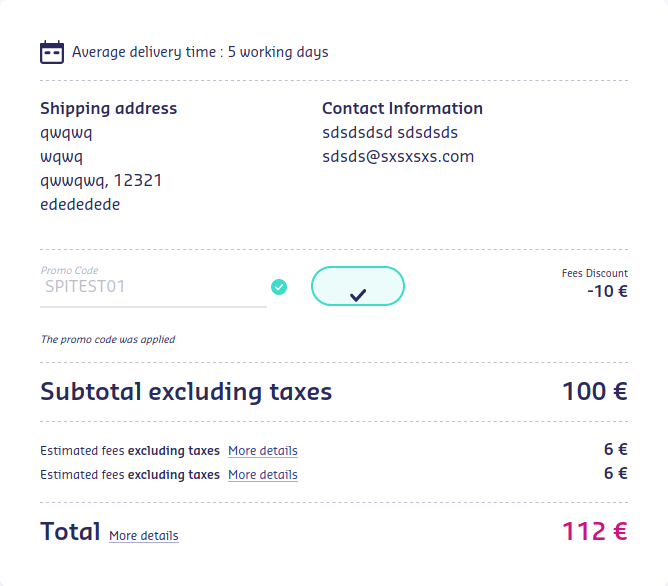 Average delivery time : 5 working days
Shipping address
qwqwq
wqwq
qwwqwq, 12321
edededede
Contact Information
sdsdsdsd sdsdsds
sdsds@sxsxsxs.com
Promo Code
SPITEST01
Fees Discount
-10 €
The promo code was applied
Subtotal excluding taxes 100 €
Estimated fees excluding taxes More details 6 €
Estimated fees excluding taxes More details 6 €
Total More details 112 €